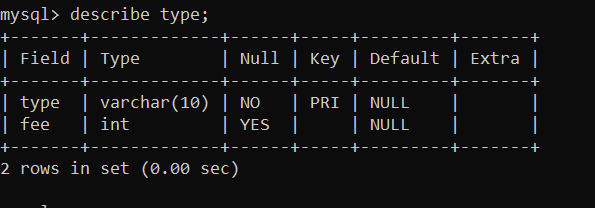 mysql> describe type;
+-------+-------------+------+-----+---------+-------+
| Field | Type        | Null | Key | Default | Extra |
+-------+-------------+------+-----+---------+-------+
| type  | varchar(10) | NO   | PRI | NULL    |       |
| fee   | int         | YES  |     | NULL    |       |
+-------+-------------+------+-----+---------+-------+
2 rows in set (0.00 sec)